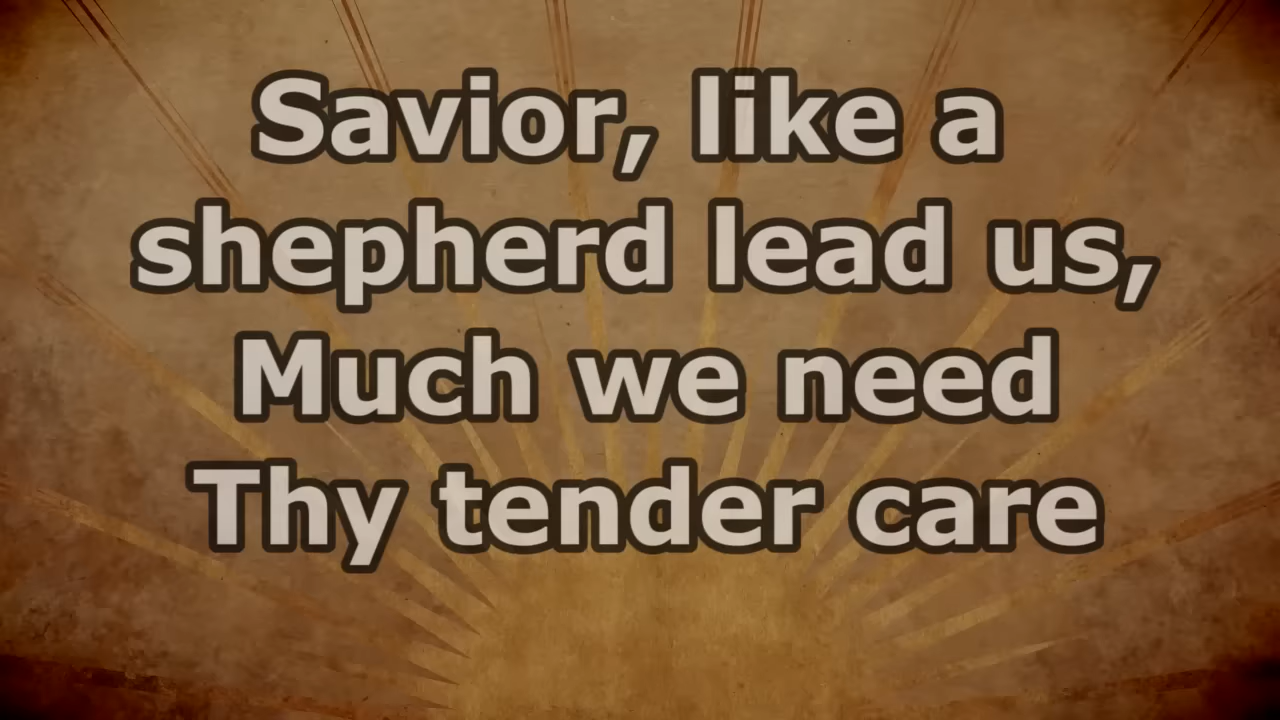 Savior, like a
shepherd lead us,
Much we need
Thy tender care